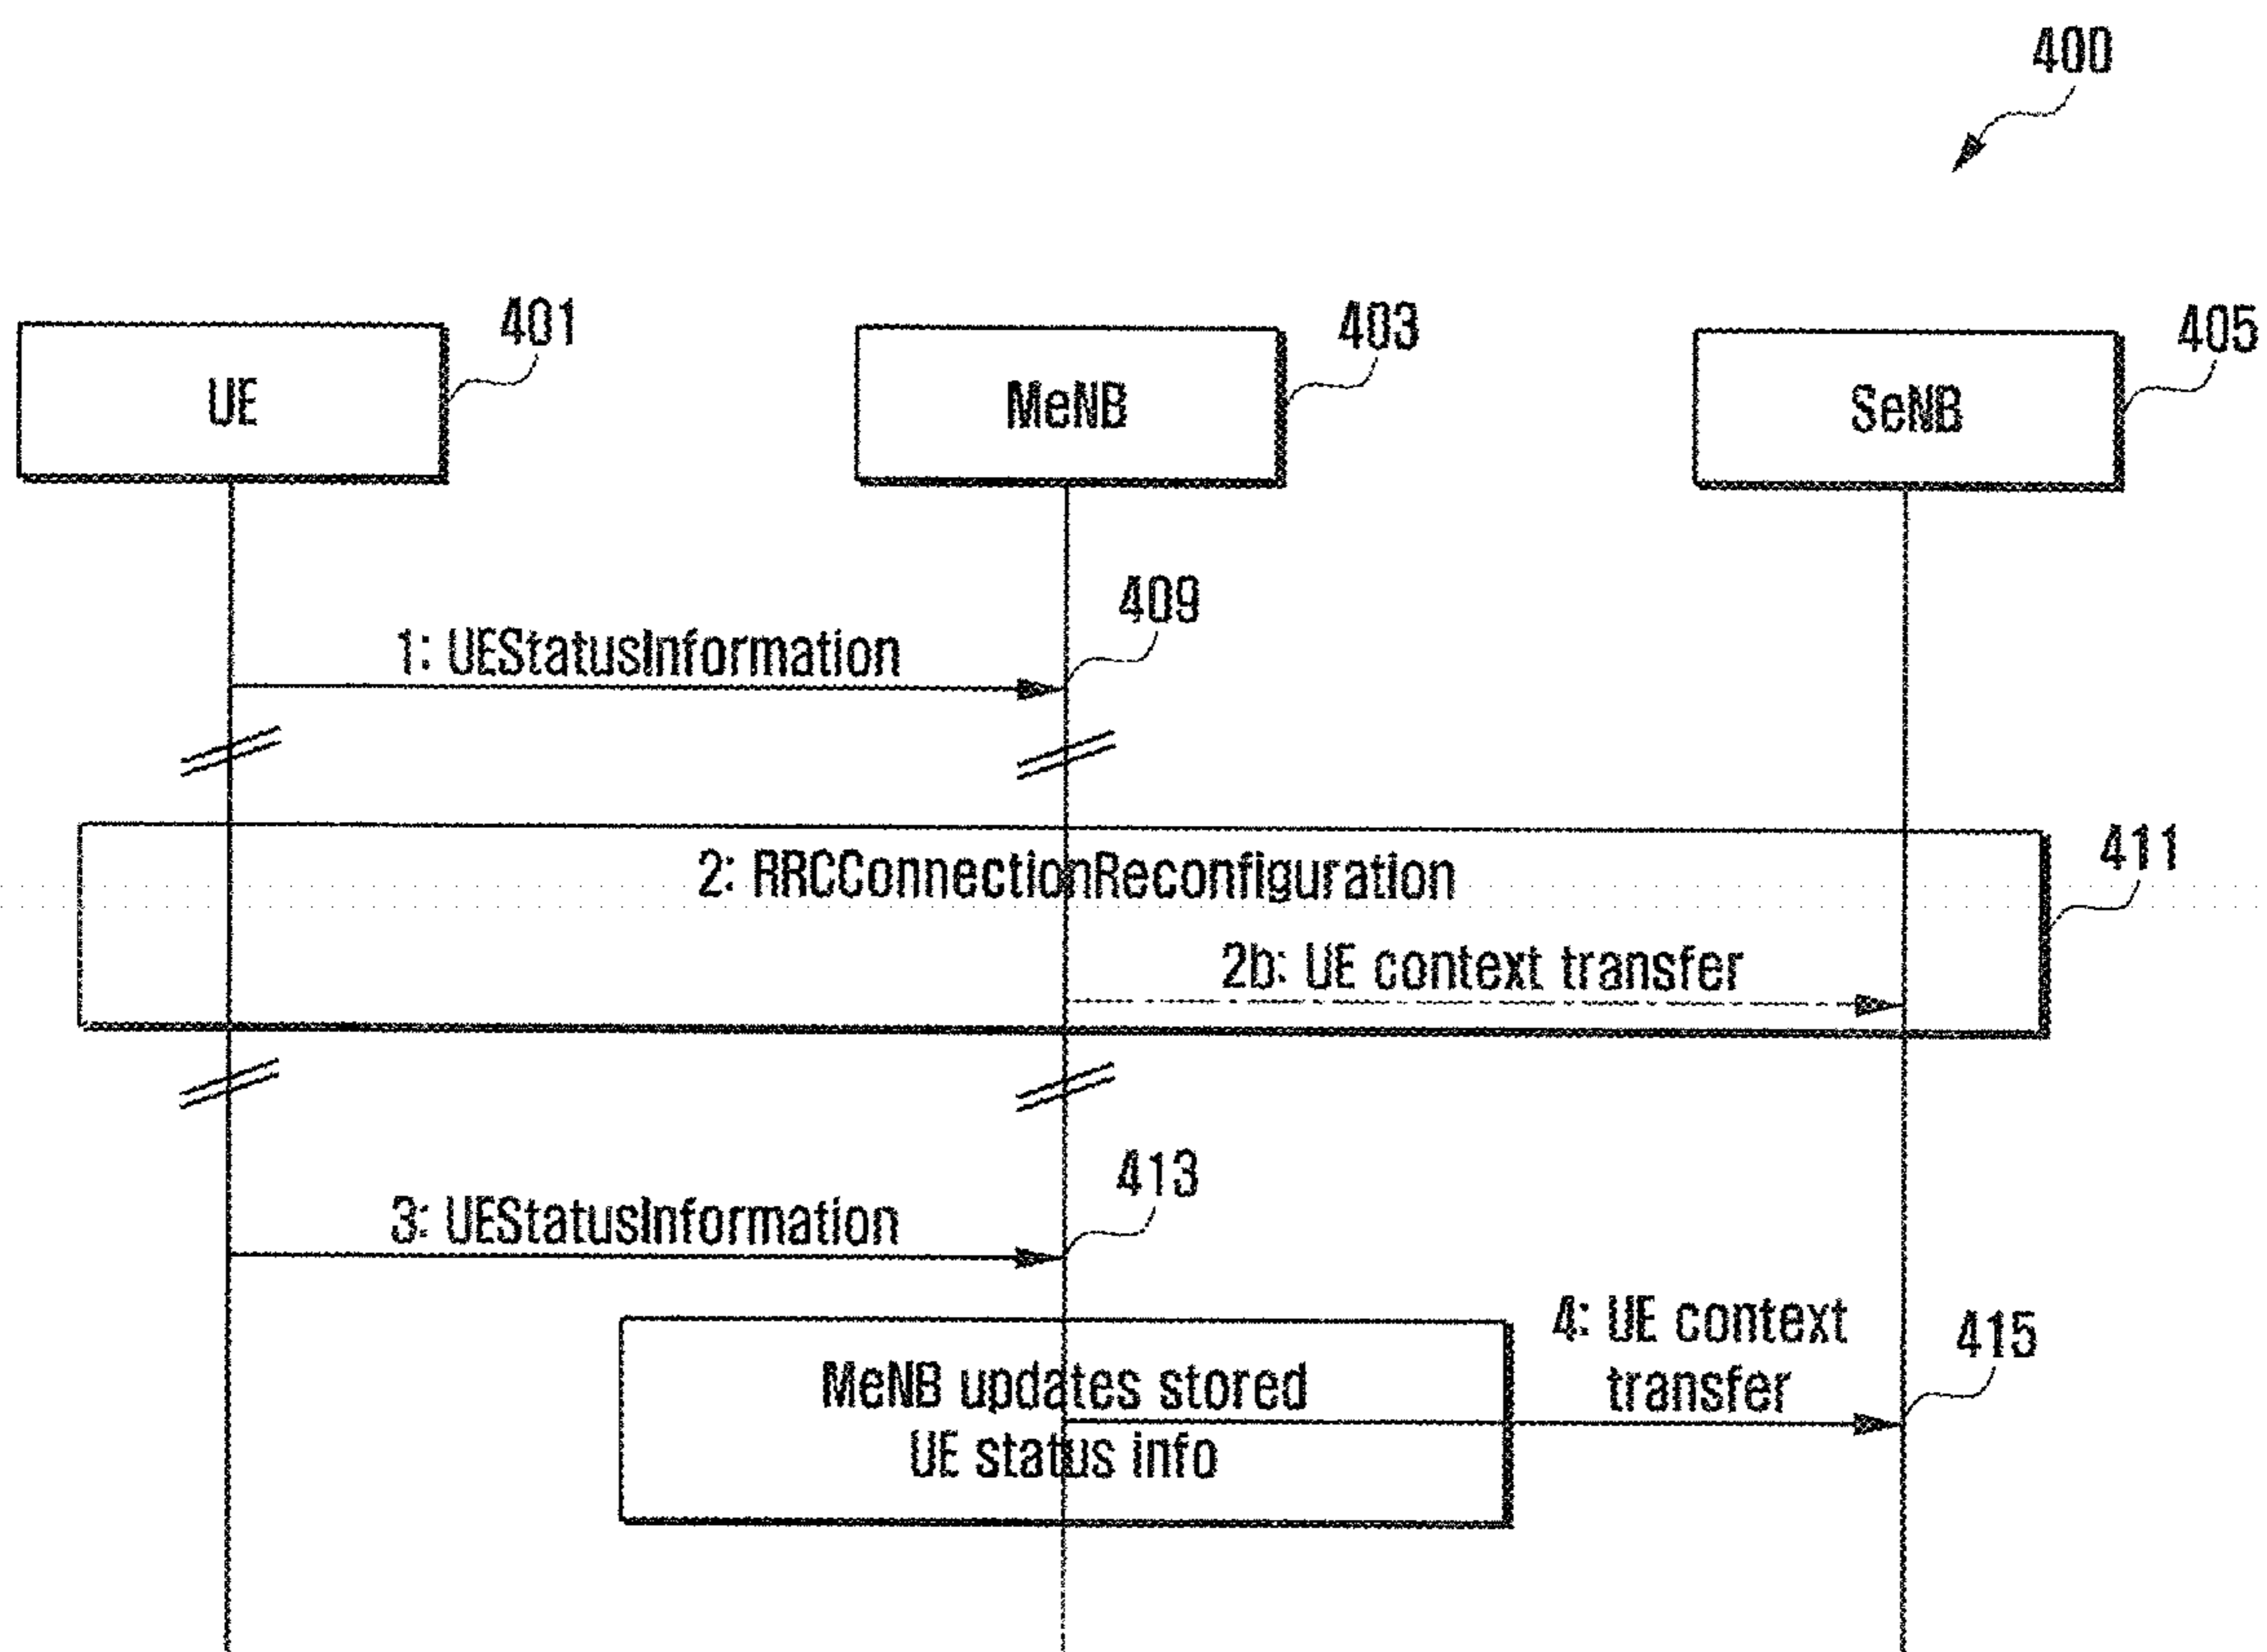 400
401
403
405
UE
MeNB
SeNB
409
1: UEStatusInformation
2: RRCConnectionReconfiguration
411
2b: UE context transfer
413
3: UEStatusInformation
4: UE context
transfer
415
MeNB updates stored
UE status info